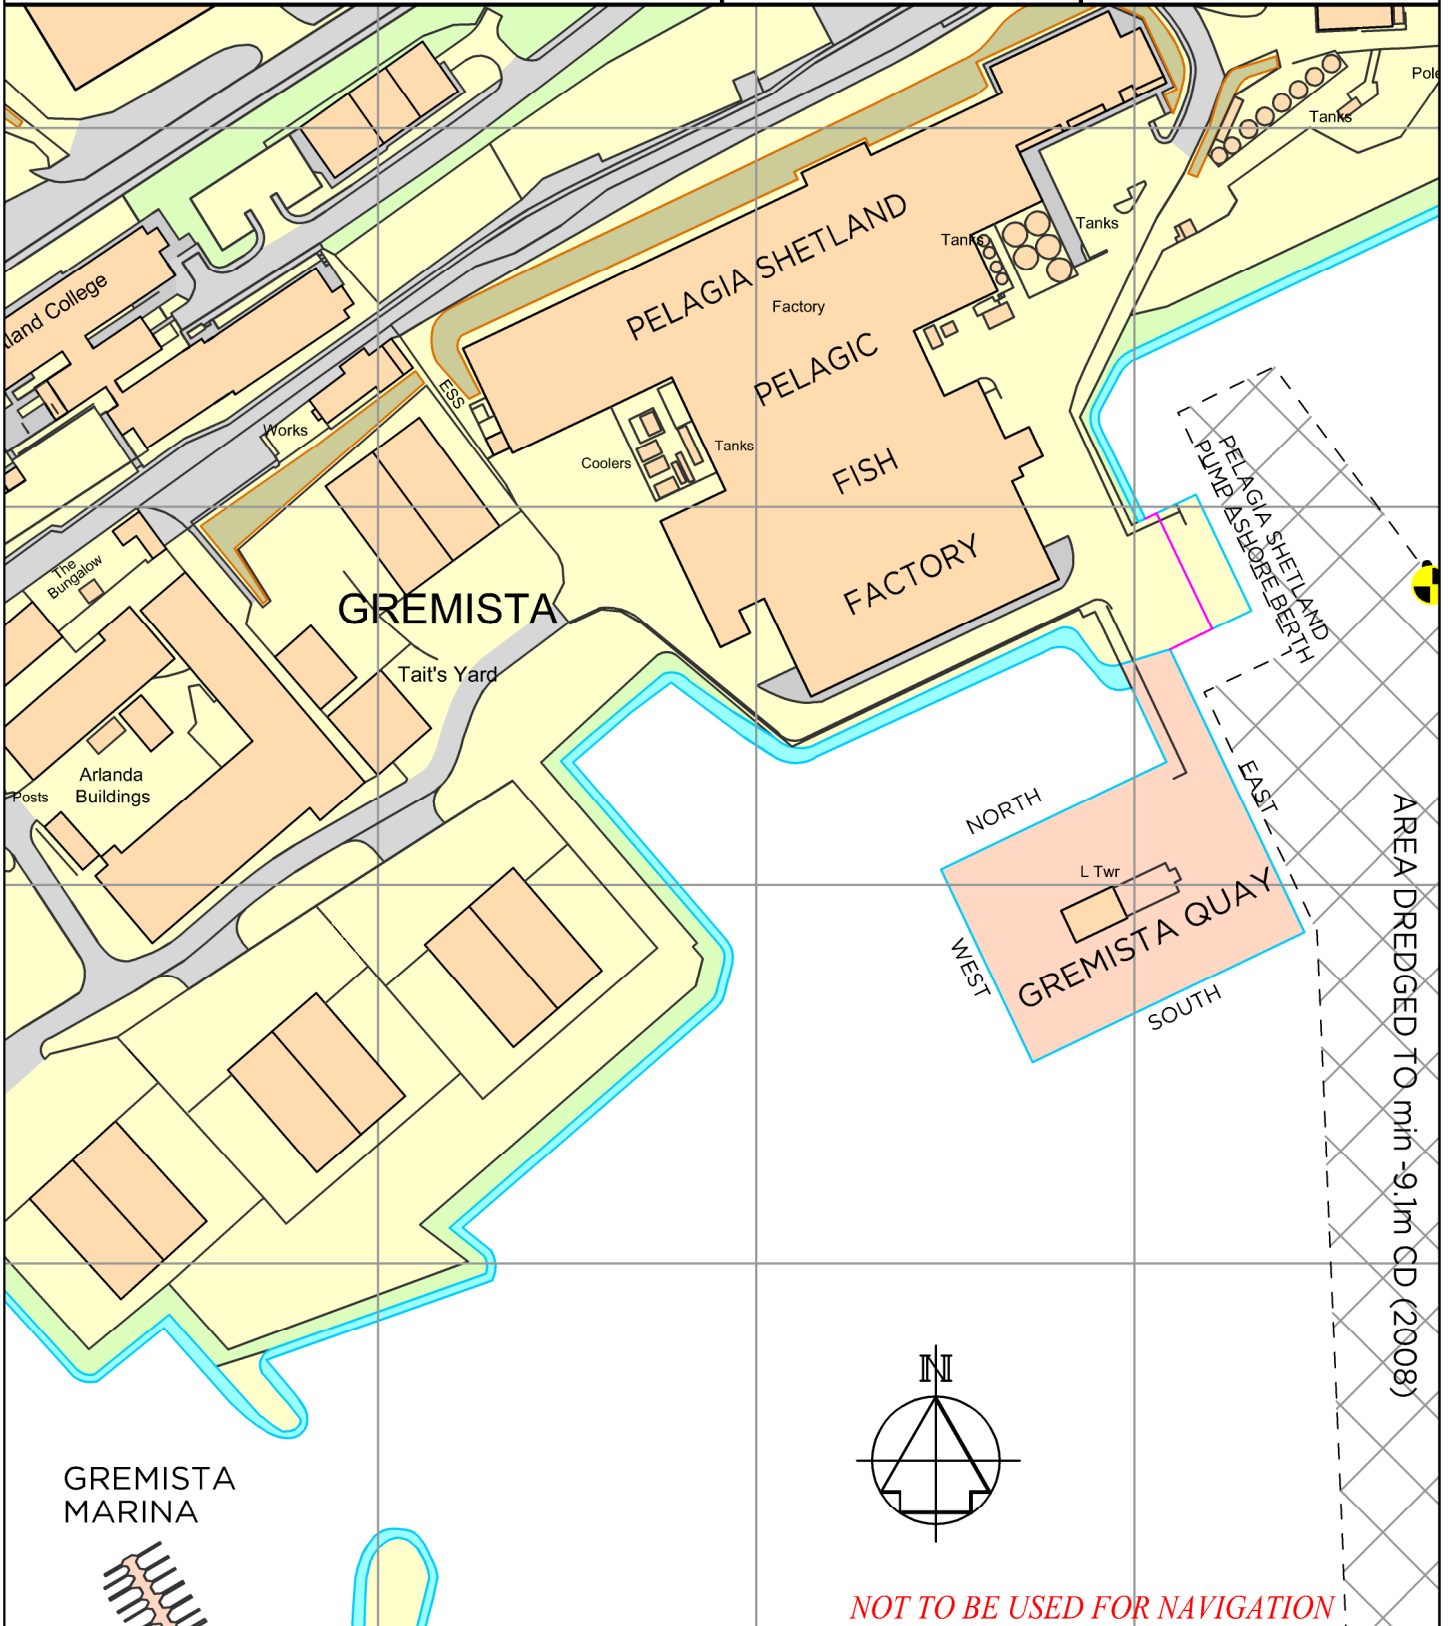 Pole
Tanks
PELAGIA SHETLAND
Tanks
Tanks
Factory
tland College
PELAGIC
ESS
Works
Tanks
Coolers
FISH
PELAGIA SHETLAND
PUMP ASHORE BERTH
The
Bungalow
FACTORY
GREMISTA
Tait's Yard
Arlanda
Buildings
Posts
NORTH
EAST
L Twr
GREMISTA QUAY
WEST
SOUTH
AREA DREDGED TO min -9.1m CD (2008)
N
GREMISTA
MARINA
NOT TO BE USED FOR NAVIGATION